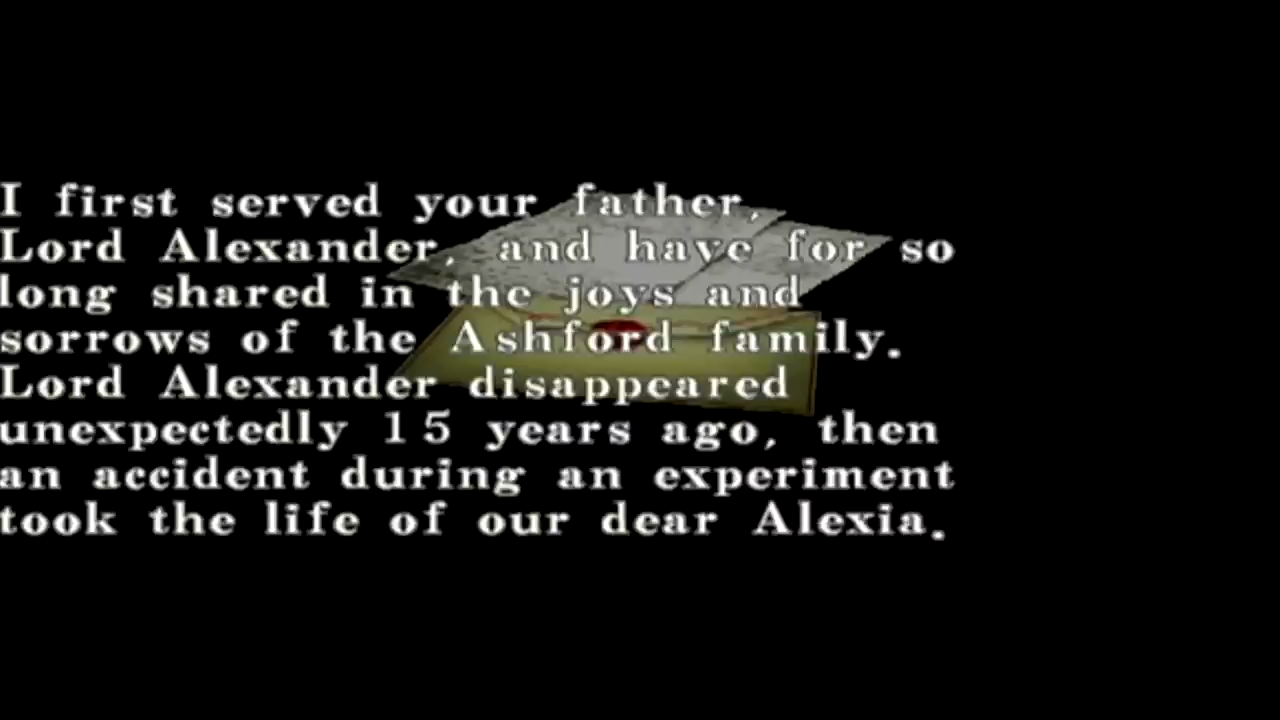 I first served your father,
Lord Alexander, and have for so
long shared in the joys and
sorrows of the Ashford family.
Lord Alexander disappeared
unexpectedly 15 years ago, then
an accident during an experiment
took the life of our dear Alexia.